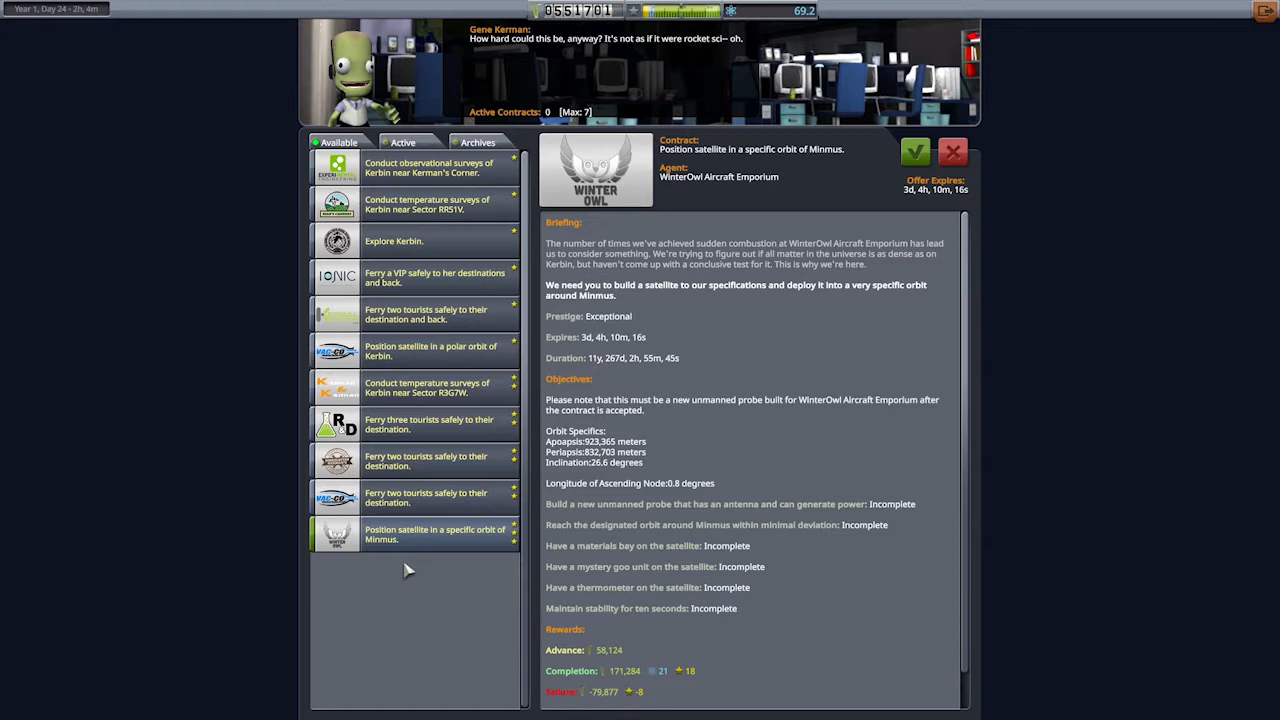 Year 1, Day 24 - 2h, 4m
0551701
69.2
Gene Kerman:
How hard could this be, anyway? It's not as if it were rocket sci-- oh.
Active Contracts: 0 [Max: 7]
Available
Active
Archives
Conduct observational surveys of
Kerbin near Kerman's Corner.
Conduct temperature surveys of
Kerbin near Sector RR51V.
Explore Kerbin.
IONIC
Ferry a VIP safely to her destinations
and back.
Ferry two tourists safely to their
destination and back.
VAC-CO
Position satellite in a polar orbit of
Kerbin.
Conduct temperature surveys of
Kerbin near Sector R3G7W.
R&D
Ferry three tourists safely to their
destination.
Ferry two tourists safely to their
destination.
VAC-CO
Ferry two tourists safely to their
destination.
WINTER
OWL
Position satellite in a specific orbit of
Minmus.
WINTER
OWL
Contract:
Position satellite in a specific orbit of Minmus.
Agent:
WinterOwl Aircraft Emporium
Offer Expires:
3d, 4h, 10m, 16s
Briefing:
The number of times we've achieved sudden combustion at WinterOwl Aircraft Emporium has lead
us to consider something. We're trying to figure out if all matter in the universe is as dense as on
Kerbin, but haven't come up with a conclusive test for it. This is why we're here.
We need you to build a satellite to our specifications and deploy it into a very specific orbit
around Minmus.
Prestige: Exceptional
Expires: 3d, 4h, 10m, 16s
Duration: 11y, 267d, 2h, 55m, 45s
Objectives:
Please note that this must be a new unmanned probe built for WinterOwl Aircraft Emporium after
the contract is accepted.
Orbit Specifics:
Apoapsis:923,365 meters
Periapsis:832,703 meters
Inclination:26.6 degrees
Longitude of Ascending Node:0.8 degrees
Build a new unmanned probe that has an antenna and can generate power: Incomplete
Reach the designated orbit around Minmus within minimal deviation: Incomplete
Have a materials bay on the satellite: Incomplete
Have a mystery goo unit on the satellite: Incomplete
Have a thermometer on the satellite: Incomplete
Maintain stability for ten seconds: Incomplete
Rewards:
Advance: 58,124
Completion: 171,284 21 18
Failure: -79,877 -8